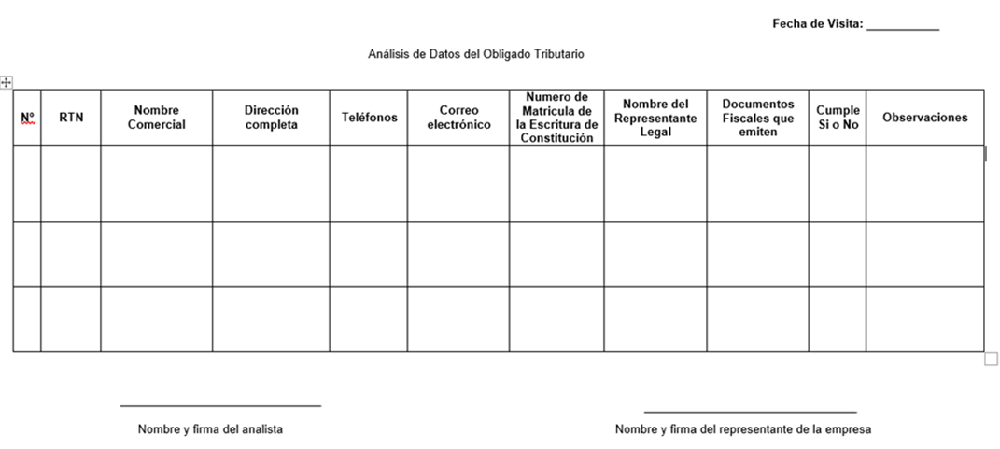 Fecha de Visita: ___________
Análisis de Datos del Obligado Tributario
Nº
RTN
Nombre
Comercial
Dirección
completa
Teléfonos
Correo
electrónico
Numero de
Matricula de
la Escritura de
Constitución
Nombre del
Representante
Legal
Documentos
Fiscales que
emiten
Cumple
Si o No
Observaciones
Nombre y firma del analista
Nombre y firma del representante de la empresa